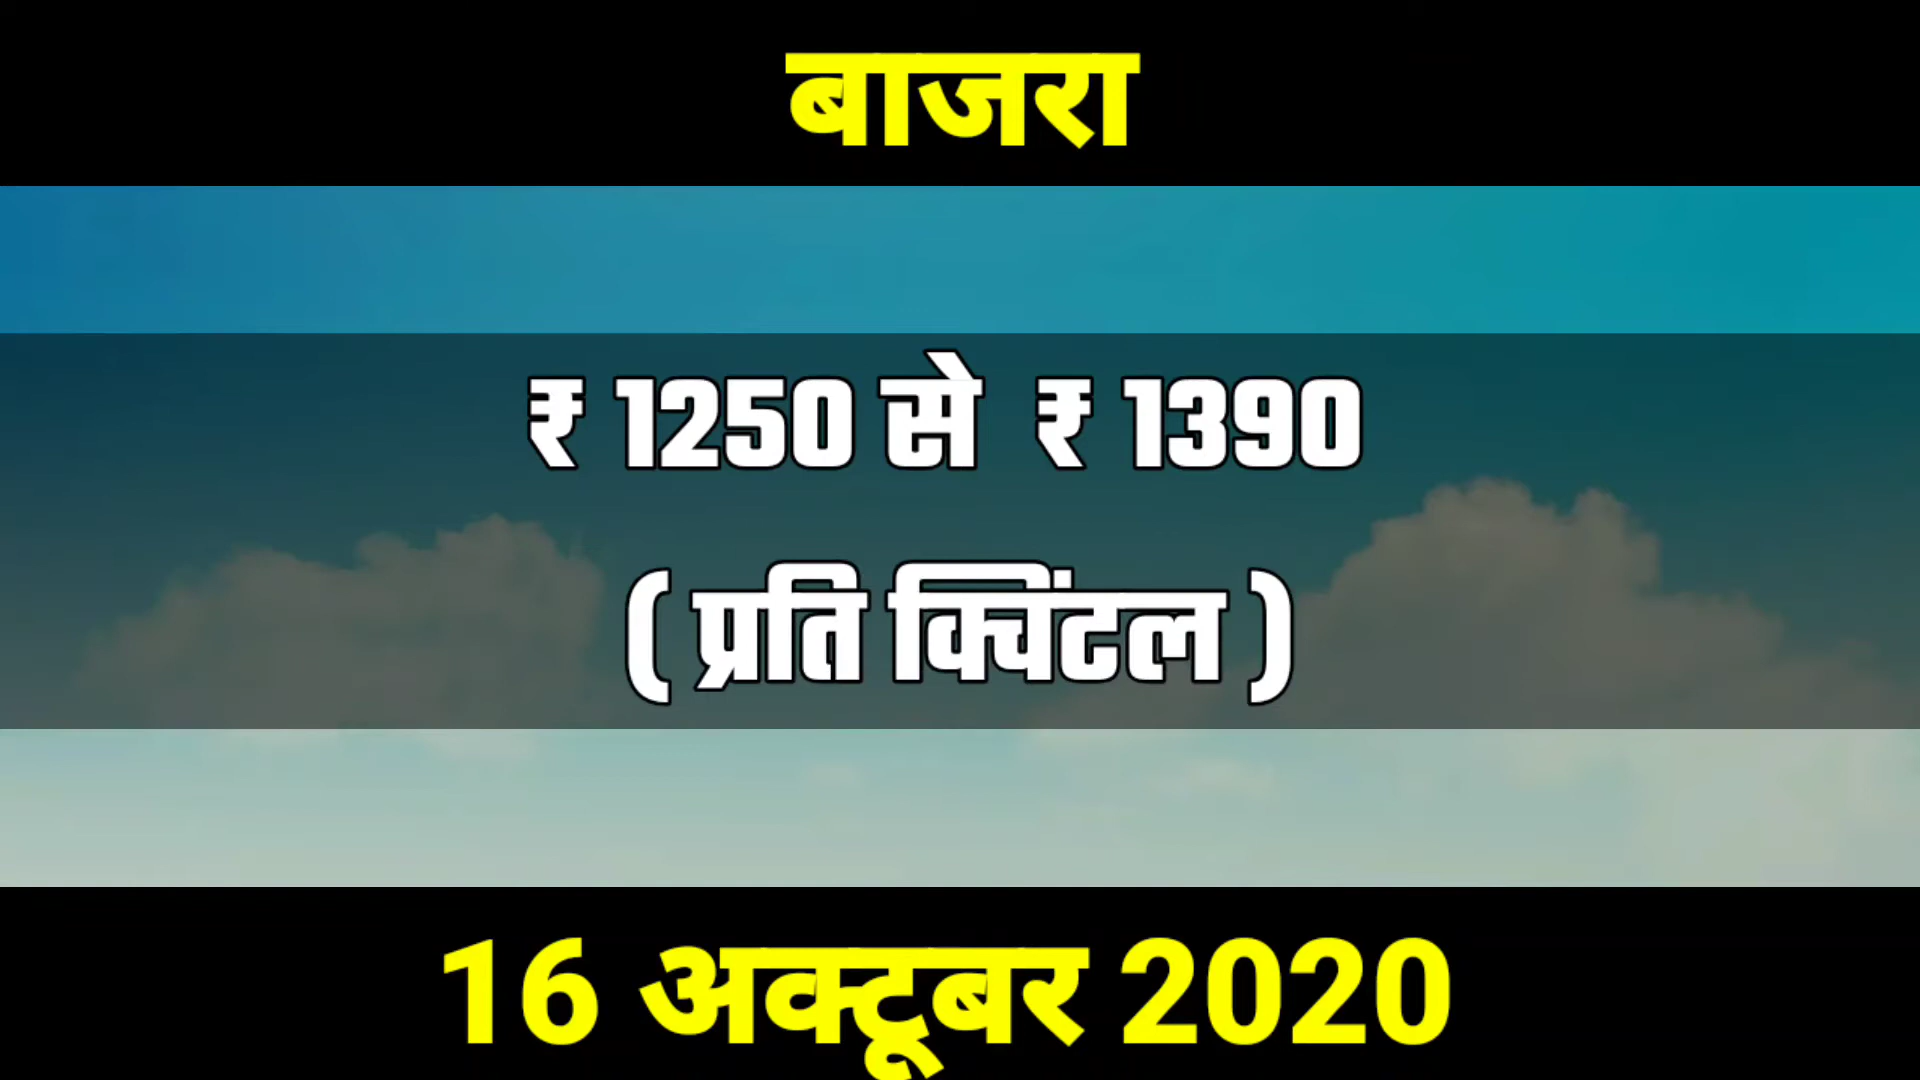 बाजरा
₹ 1250 से ₹ 1390
( प्रति क्विंटल )
16 अक्टूबर 2020